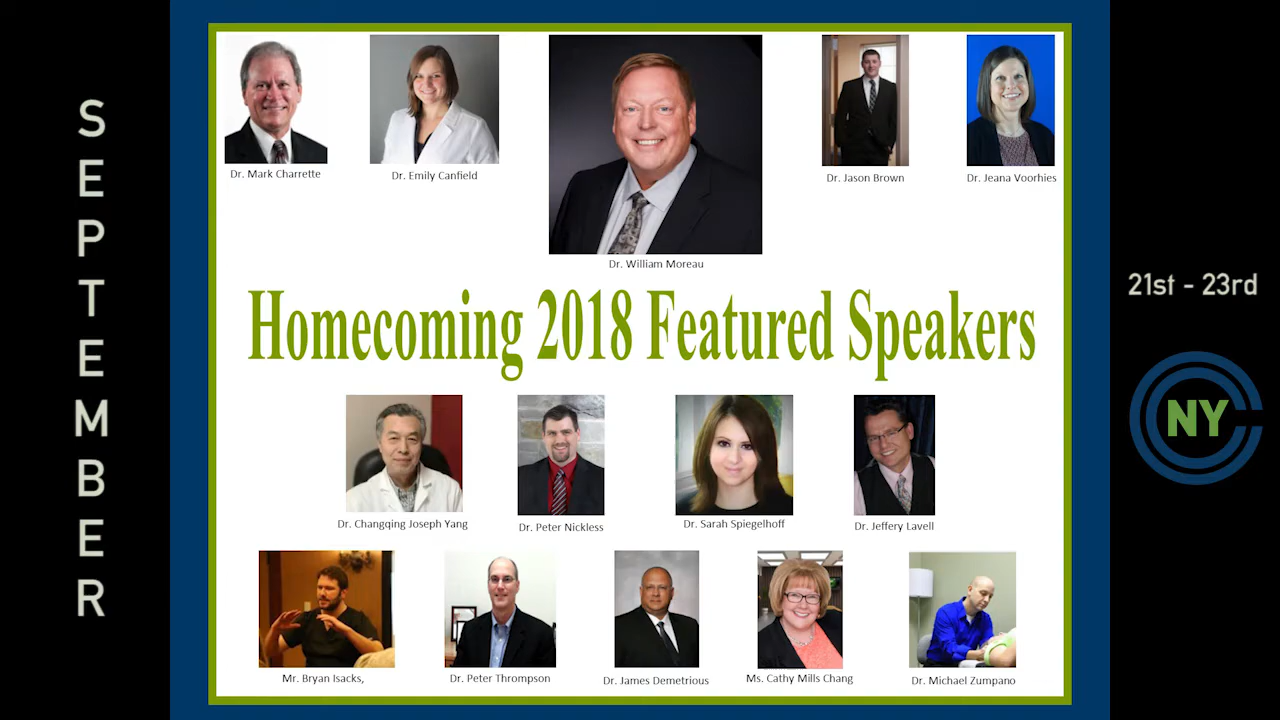 SEPTEMBER
Dr. Mark Charrette
Dr. Emily Canfield
Dr. William Moreau
Dr. Jason Brown
Dr. Jeana Voorhies
Homecoming 2018 Featured Speakers
21st - 23rd
NYCC
Dr. Changqing Joseph Yang
Dr. Peter Nickless
Dr. Sarah Spiegelhoff
Dr. Jeffery Lavell
Mr. Bryan Isacks,
Dr. Peter Thrompson
Dr. James Demetrious
Ms. Cathy Mills Chang
Dr. Michael Zumpano